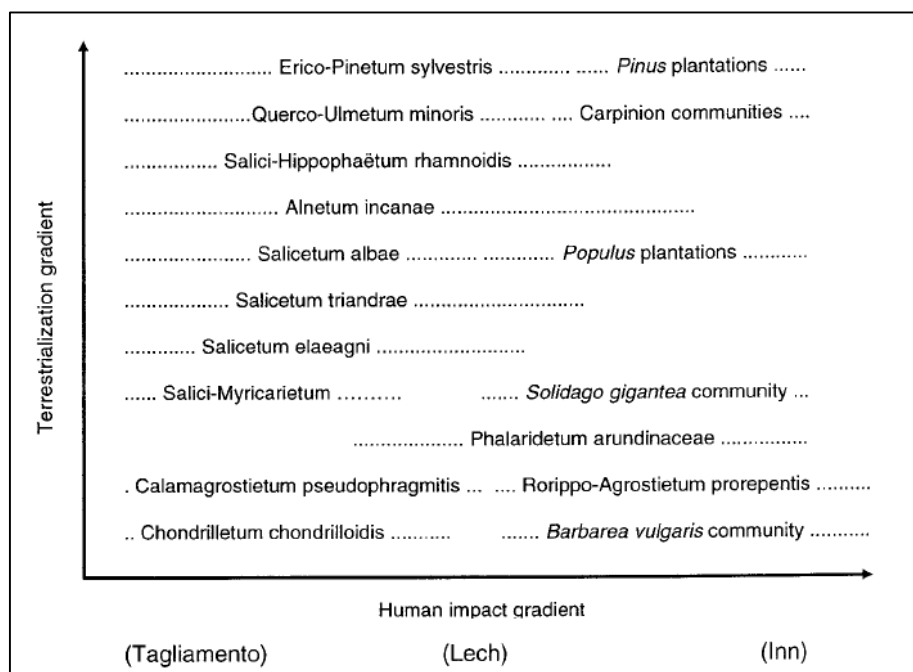 Terrestrialization gradient
........................... Erico-Pinetum sylvestris ............. ...... Pinus plantations ......
.......................Querco-Ulmetum minoris ............ .... Carpinion communities ....
................. Salici-Hippophaëtum rhamnoidis .................
............................ Alnetum incanae ..............................................
....................... Salicetum albae ............. ............. Populus plantations ............
................... Salicetum triandrae ...............................
............. Salicetum elaeagni ...........................
...... Salici-Myricarietum .......... ....... Solidago gigantea community ...
................... Phalaridetum arundinaceae ................
. Calamagrostietum pseudophragmitis ... .... Rorippo-Agrostietum prorepentis ..........
.. Chondrilletum chondrilloidis ........... ....... Barbarea vulgaris community ...........
Human impact gradient
(Tagliamento) (Lech) (Inn)